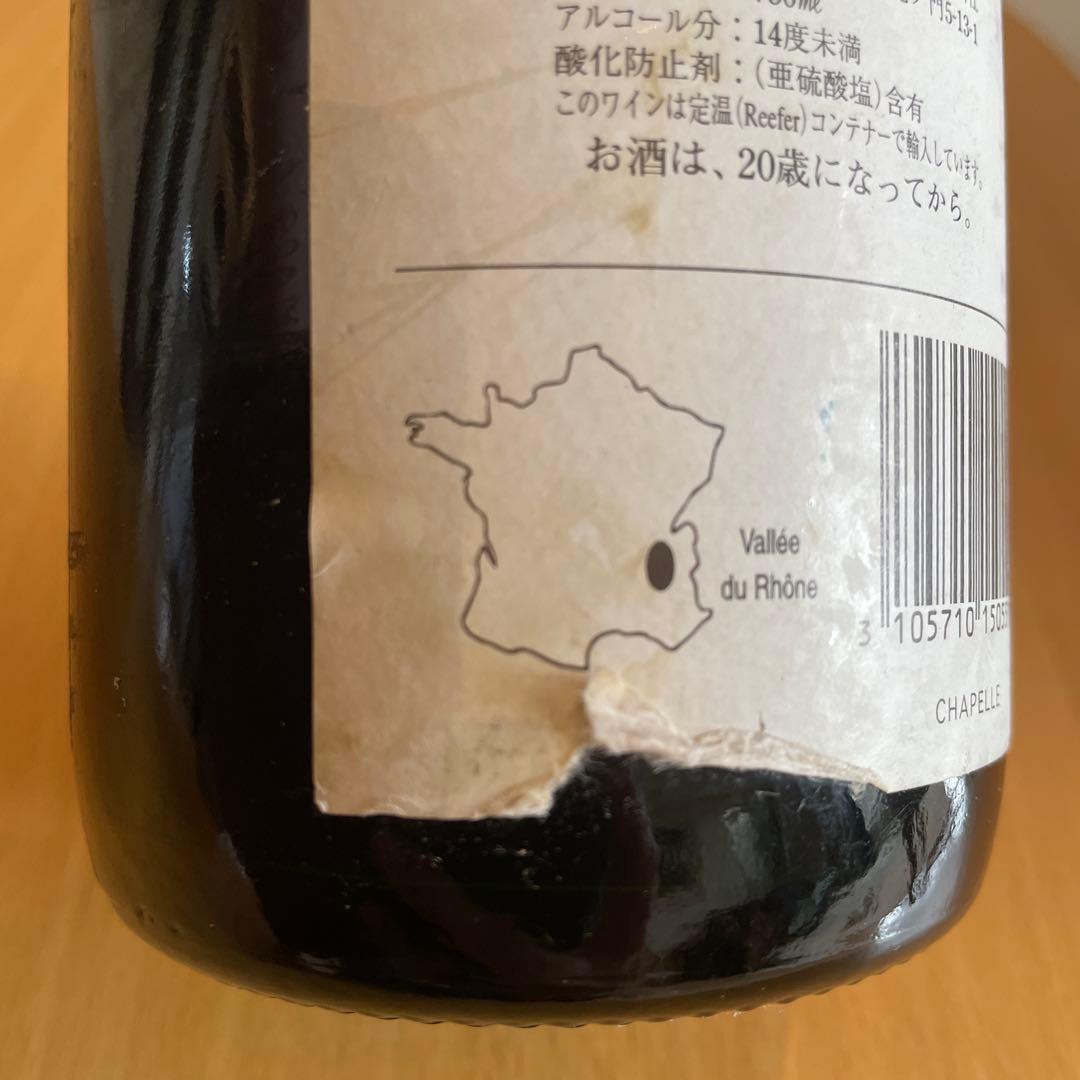 アルコール分：14度未満
酸化防止剤：(亜硫酸塩)含有
このワインは定温(Reefer)コンテナーで輸入しています。
お酒は、20歳になってから。
Vallée
du Rhône
3 105710 1505
CHAPELLE